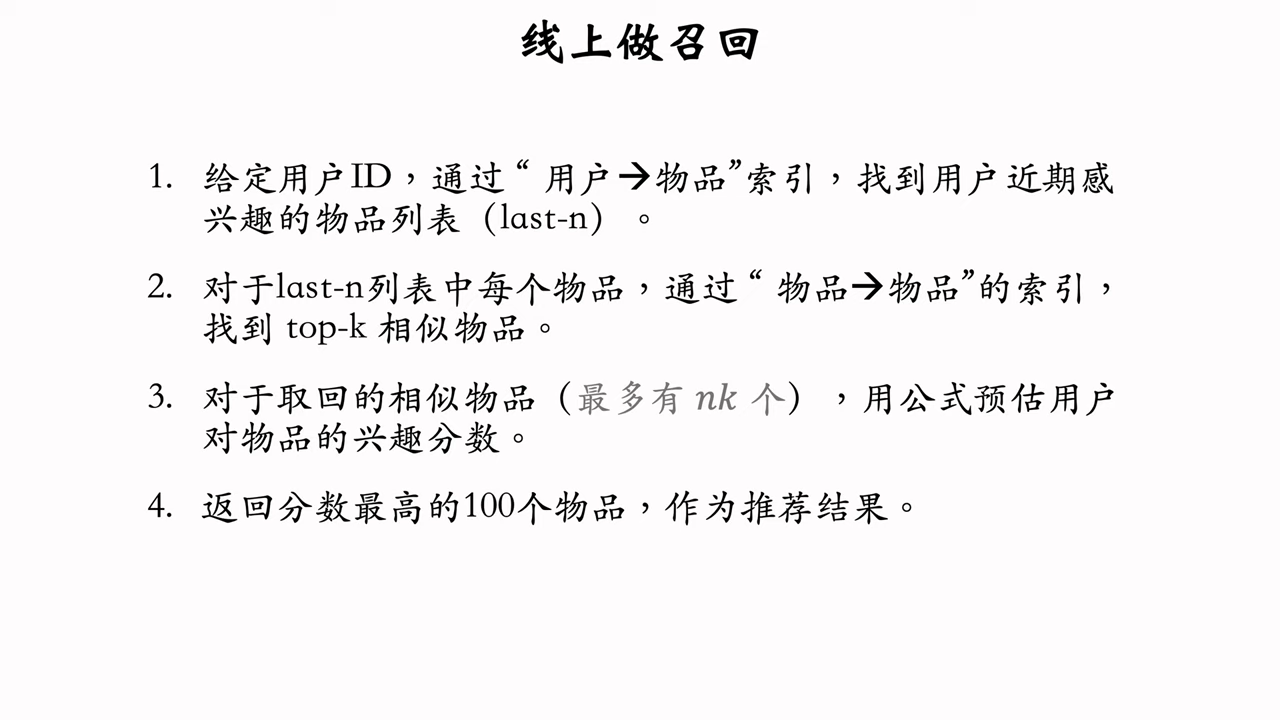 线上做召回
1. 给定用户ID，通过“用户→物品”索引，找到用户近期感
兴趣的物品列表（last-n）。
2. 对于last-n列表中每个物品，通过“物品→物品”的索引，
找到 top-k 相似物品。
3. 对于取回的相似物品（最多有 nk 个），用公式预估用户
对物品的兴趣分数。
4. 返回分数最高的100个物品，作为推荐结果。